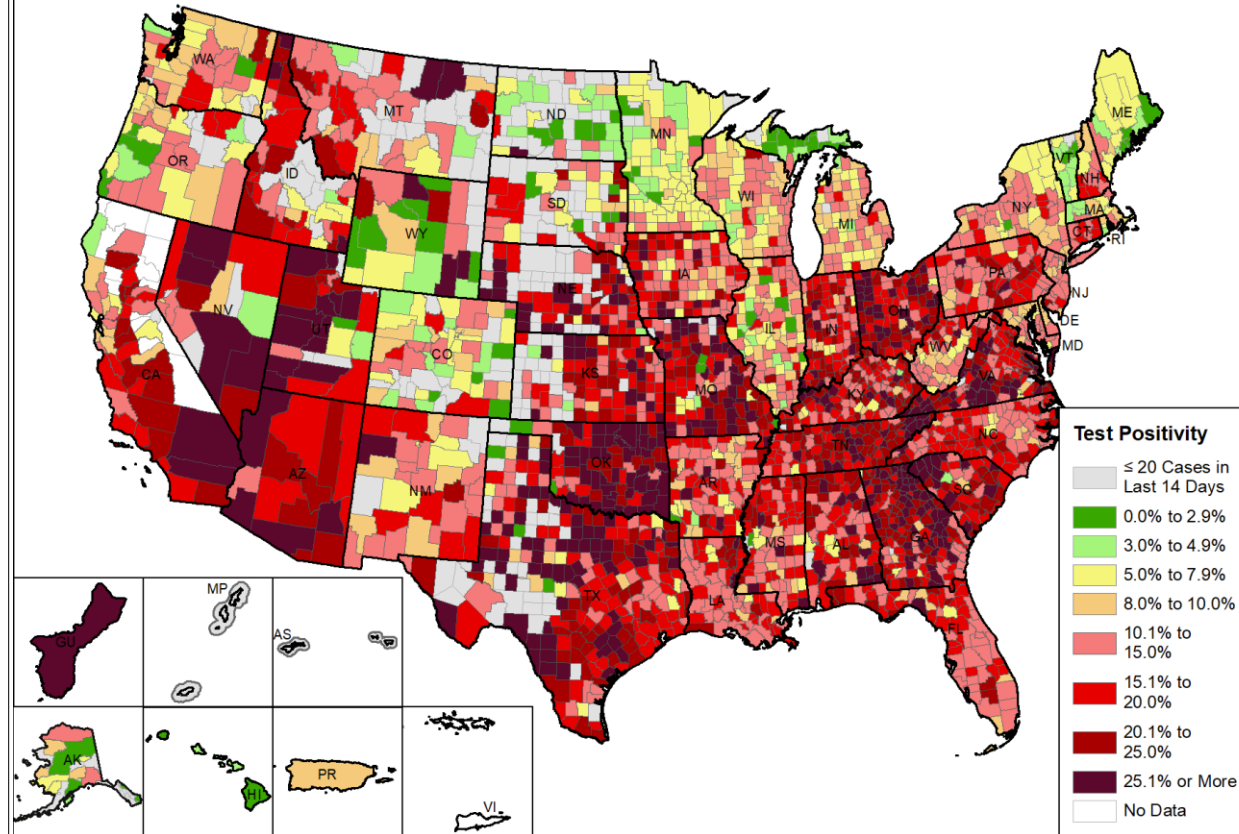 WA
MT
ND
MN
ME
OR
ID
SD
WI
MI
VT
NH
NY
MA
CT
RI
WY
NE
IA
PA
NJ
NV
UT
CO
IL
IN
OH
DE
MD
WV
CA
KS
MO
KY
VA
TN
NC
AZ
NM
OK
AR
SC
MS
AL
GA
TX
LA
FL
GU
MP
AS
AK
HI
PR
VI
Test Positivity
≤ 20 Cases in
Last 14 Days
0.0% to 2.9%
3.0% to 4.9%
5.0% to 7.9%
8.0% to 10.0%
10.1% to
15.0%
15.1% to
20.0%
20.1% to
25.0%
25.1% or More
No Data